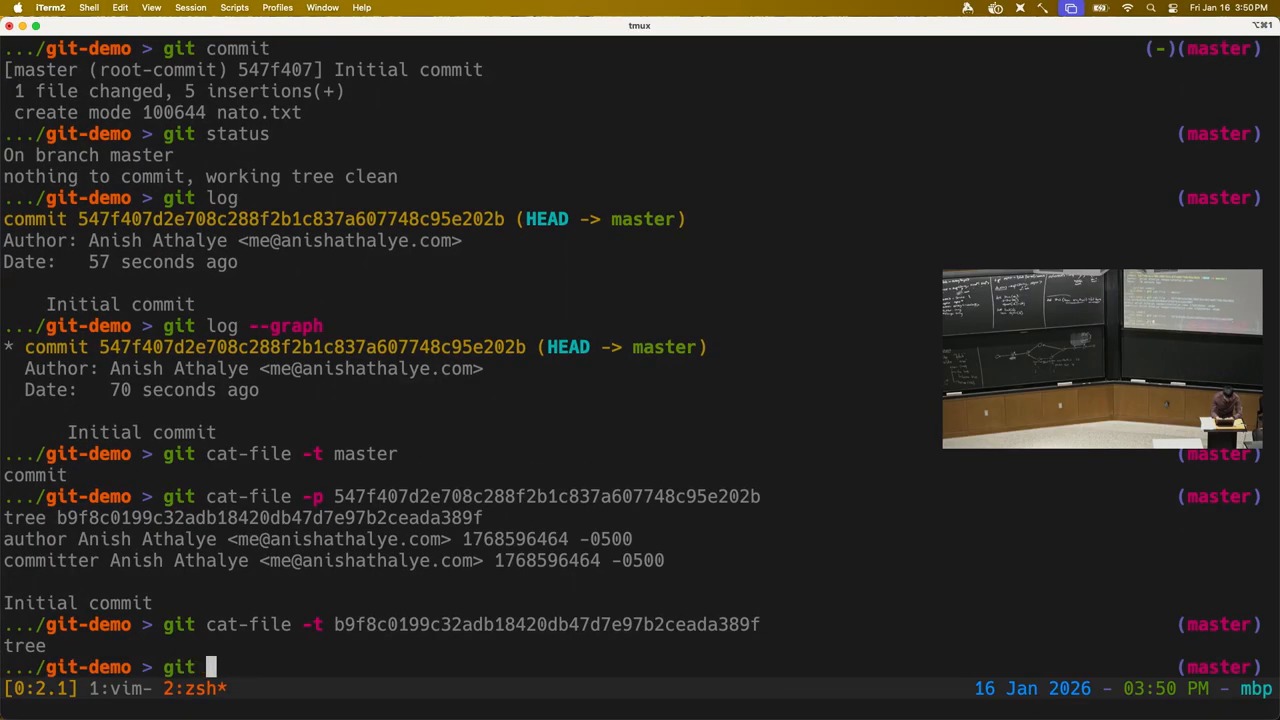 iTerm2 Shell Edit View Session Scripts Profiles Window Help Fri Jan 16 3:50 PM
tmux ⌥⌘1
.../git-demo > git commit (-)(master)
[master (root-commit) 547f407] Initial commit
1 file changed, 5 insertions(+)
create mode 100644 nato.txt
.../git-demo > git status (master)
On branch master
nothing to commit, working tree clean
.../git-demo > git log (master)
commit 547f407d2e708c288f2b1c837a607748c95e202b (HEAD -> master)
Author: Anish Athalye <me@anishathalye.com>
Date: 57 seconds ago
Initial commit
.../git-demo > git log --graph
* commit 547f407d2e708c288f2b1c837a607748c95e202b (HEAD -> master)
Author: Anish Athalye <me@anishathalye.com>
Date: 70 seconds ago
Initial commit
.../git-demo > git cat-file -t master (master)
commit
.../git-demo > git cat-file -p 547f407d2e708c288f2b1c837a607748c95e202b (master)
tree b9f8c0199c32adb18420db47d7e97b2ceada389f
author Anish Athalye <me@anishathalye.com> 1768596464 -0500
committer Anish Athalye <me@anishathalye.com> 1768596464 -0500
Initial commit
.../git-demo > git cat-file -t b9f8c0199c32adb18420db47d7e97b2ceada389f (master)
tree
.../git-demo > git (master)
[0:2.1] 1:vim- 2:zsh* 16 Jan 2026 - 03:50 PM - mbp